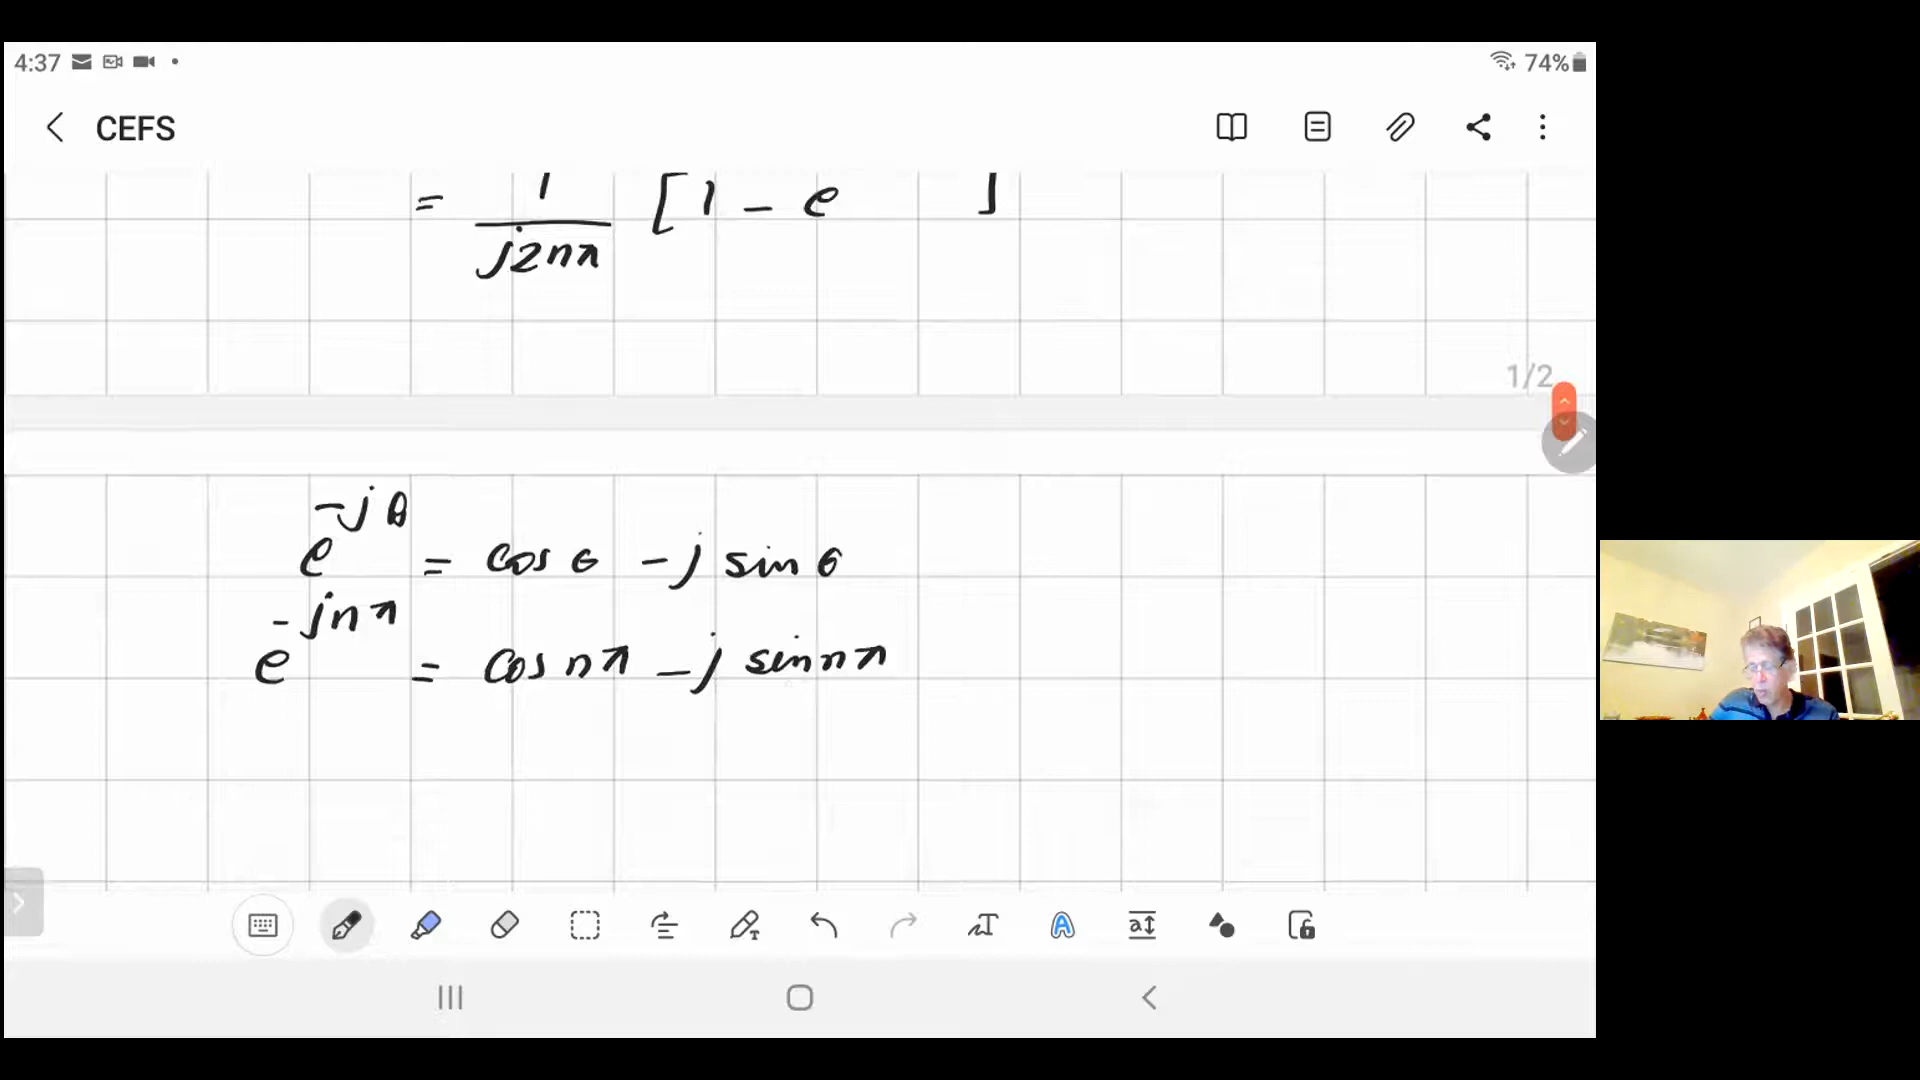 4:37 74%
CEFS
= 1/j2nπ [1 - e ]
1/2
e^-jθ = cos θ - j sin θ
e^-jnπ = cos nπ - j sin nπ